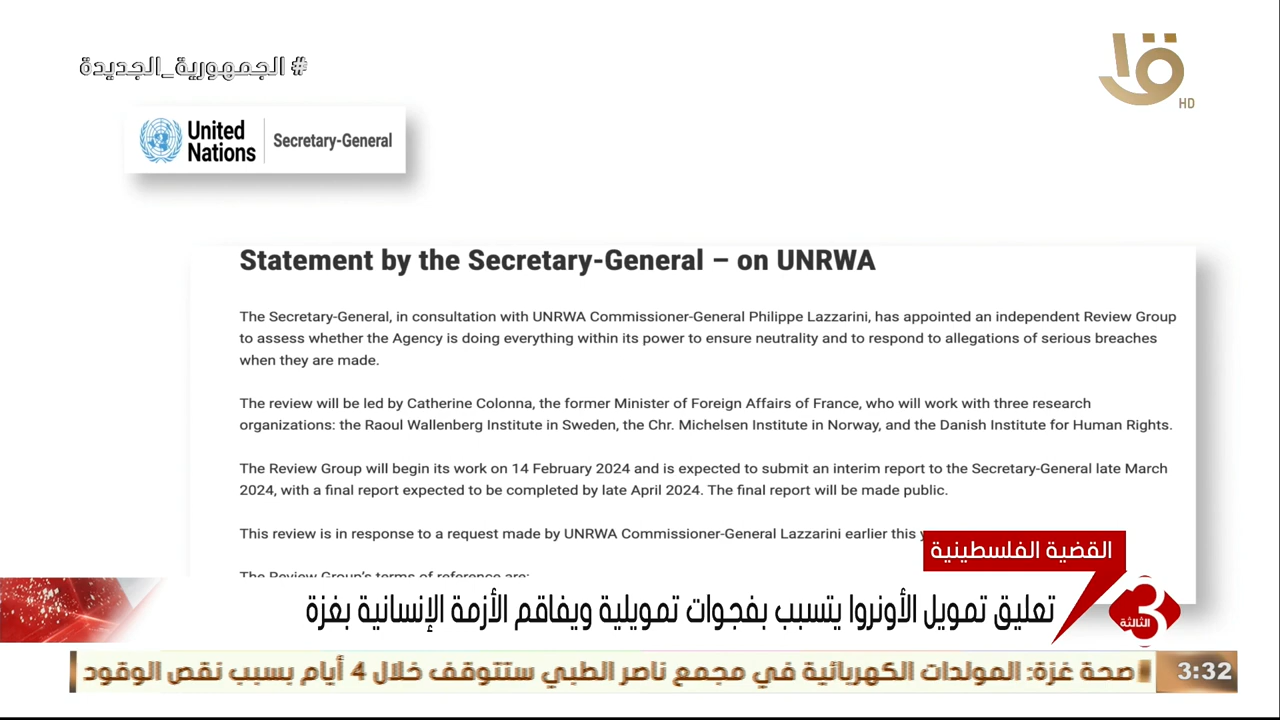 # الجمهورية_الجديدة
HD
United Nations
Secretary-General
Statement by the Secretary-General – on UNRWA
The Secretary-General, in consultation with UNRWA Commissioner-General Philippe Lazzarini, has appointed an independent Review Group
to assess whether the Agency is doing everything within its power to ensure neutrality and to respond to allegations of serious breaches
when they are made.
The review will be led by Catherine Colonna, the former Minister of Foreign Affairs of France, who will work with three research
organizations: the Raoul Wallenberg Institute in Sweden, the Chr. Michelsen Institute in Norway, and the Danish Institute for Human Rights.
The Review Group will begin its work on 14 February 2024 and is expected to submit an interim report to the Secretary-General late March
2024, with a final report expected to be completed by late April 2024. The final report will be made public.
This review is in response to a request made by UNRWA Commissioner-General Lazzarini earlier this
القضية الفلسطينية
The Review Group's terms of reference are:
تعليق تمويل الأونروا يتسبب بفجوات تمويلية ويفاقم الأزمة الإنسانية بغزة
3 الثالثة
صحة غزة: المولدات الكهربائية في مجمع ناصر الطبي ستتوقف خلال 4 أيام بسبب نقص الوقود
3:32